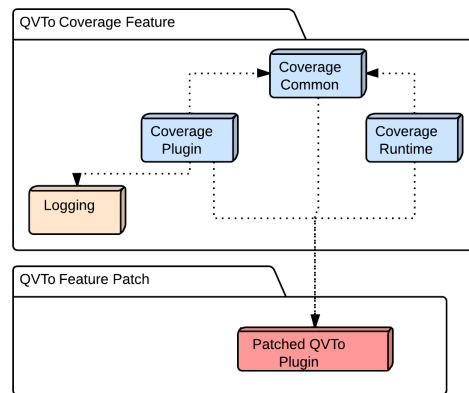 QVTo Coverage Feature
Coverage
Common
Coverage
Plugin
Coverage
Runtime
Logging
QVTo Feature Patch
Patched QVTo
Plugin